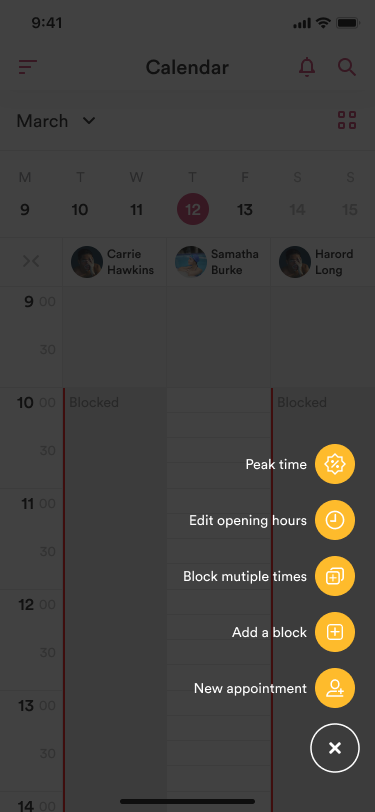 9:41
Calendar
March
M T W T F S S
9 10 11 12 13 14 15
Carrie Hawkins
Samatha Burke
Harord Long
9 00
30
10 00
Blocked
Blocked
30
Peak time
11 00
Edit opening hours
30
Block mutiple times
12 00
Add a block
30
New appointment
13 00
30
14 00